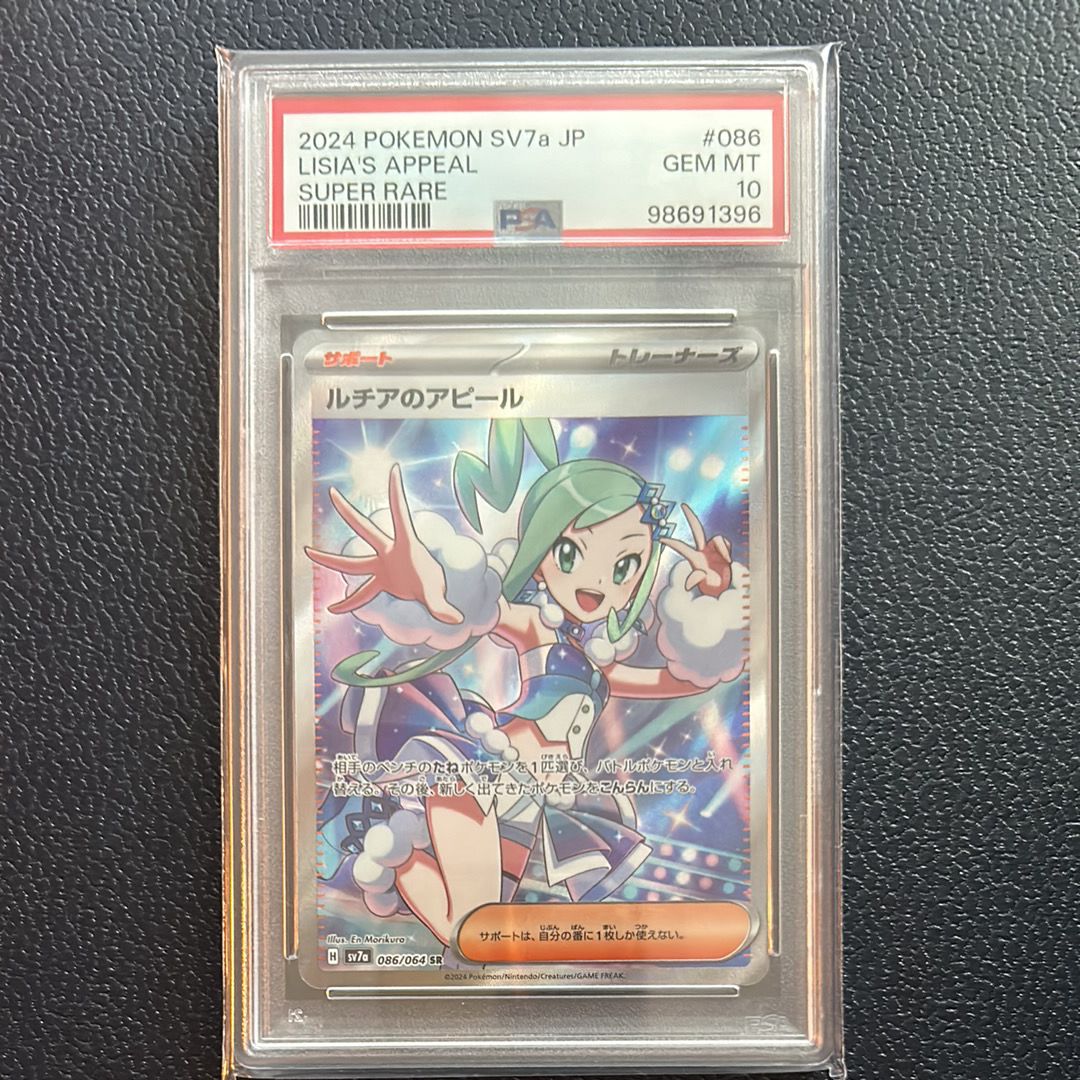 2024 POKEMON SV7a JP #086
LISIA'S APPEAL GEM MT
SUPER RARE 10
PSA 98691396
サポート トレーナーズ
ルチアのアピール
相手のベンチのたねポケモンを1匹選び、バトルポケモンと入れ
替える。その後、新しく出てきたポケモンをこんらんにする。
サポートは、自分の番に1枚しか使えない。
Illus. En Morikura
H sv7a 086/064 SR
©2024 Pokémon/Nintendo/Creatures/GAME FREAK.